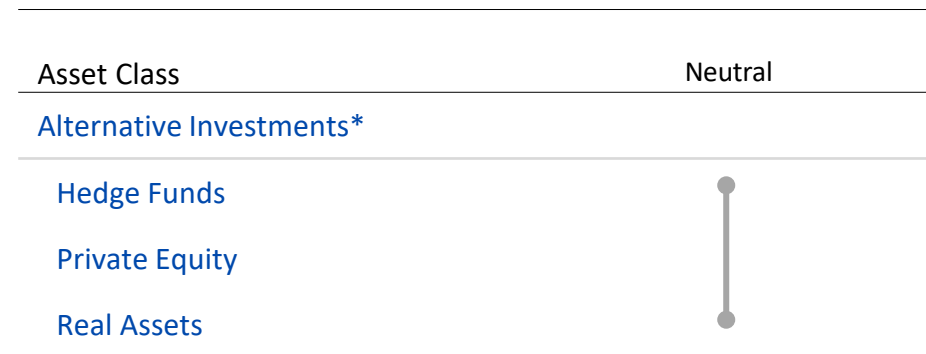 Asset Class Neutral
Alternative Investments*
Hedge Funds
Private Equity
Real Assets